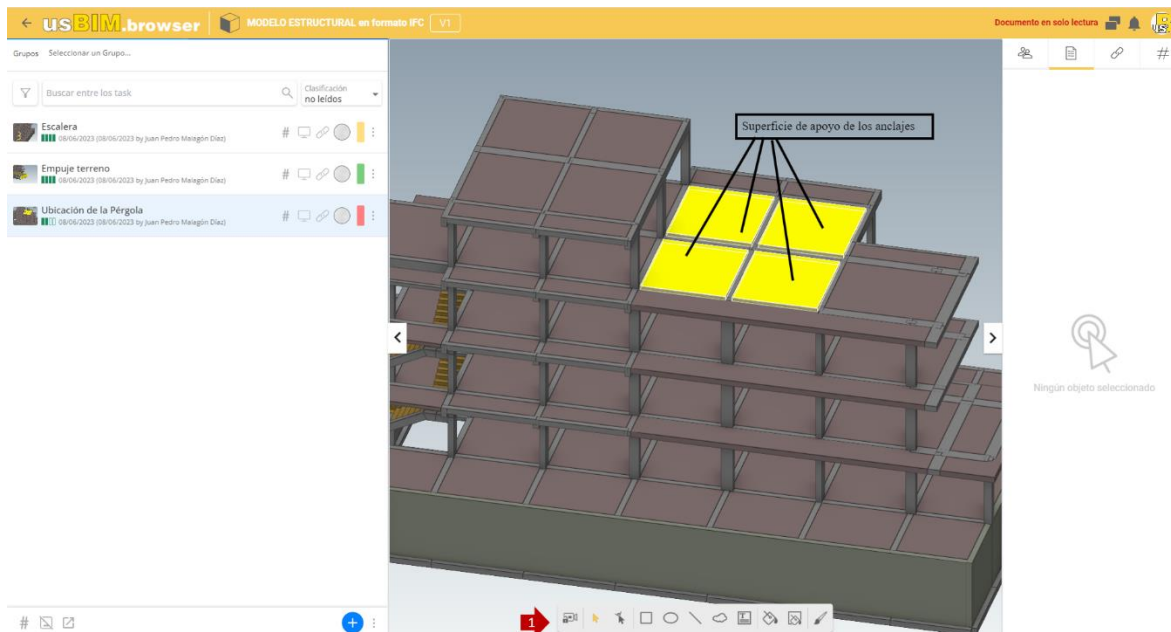 usBIM.browser
MODELO ESTRUCTURAL en formato IFC
V1
Documento en solo lectura
us.
Grupos Seleccionar un Grupo...
Buscar entre los task
Clasificación
no leídos
Escalera
08/06/2023 (08/06/2023 by Juan Pedro Malagón Díaz)
Empuje terreno
08/06/2023 (08/06/2023 by Juan Pedro Malagón Díaz)
Ubicación de la Pérgola
08/06/2023 (08/06/2023 by Juan Pedro Malagón Díaz)
Superficie de apoyo de los anclajes
Ningún objeto seleccionado
1